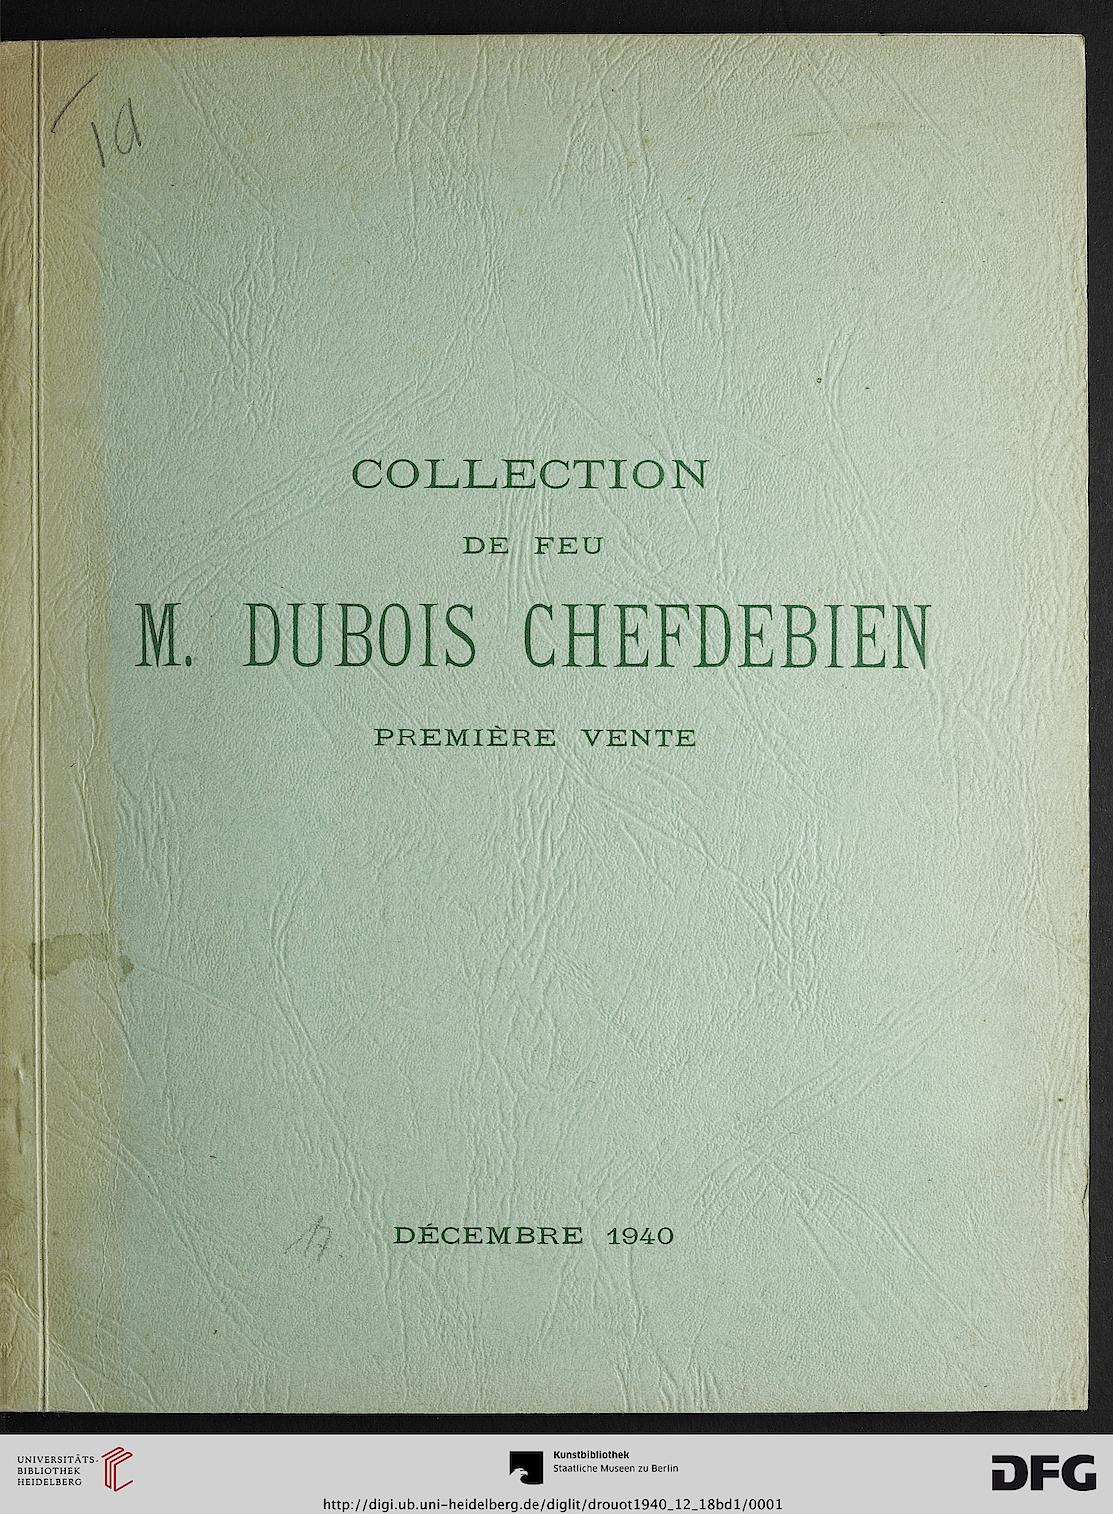 COLLECTION
DE FEU
M. DUBOIS CHEFDEBIEN
PREMIÈRE VENTE
17. DÉCEMBRE 1940
UNIVERSITÄTS-
BIBLIOTHEK
HEIDELBERG
Kunstbibliothek
Staatliche Museen zu Berlin
DFG
http://digi.ub.uni-heidelberg.de/diglit/drouot1940_12_18bd1/0001